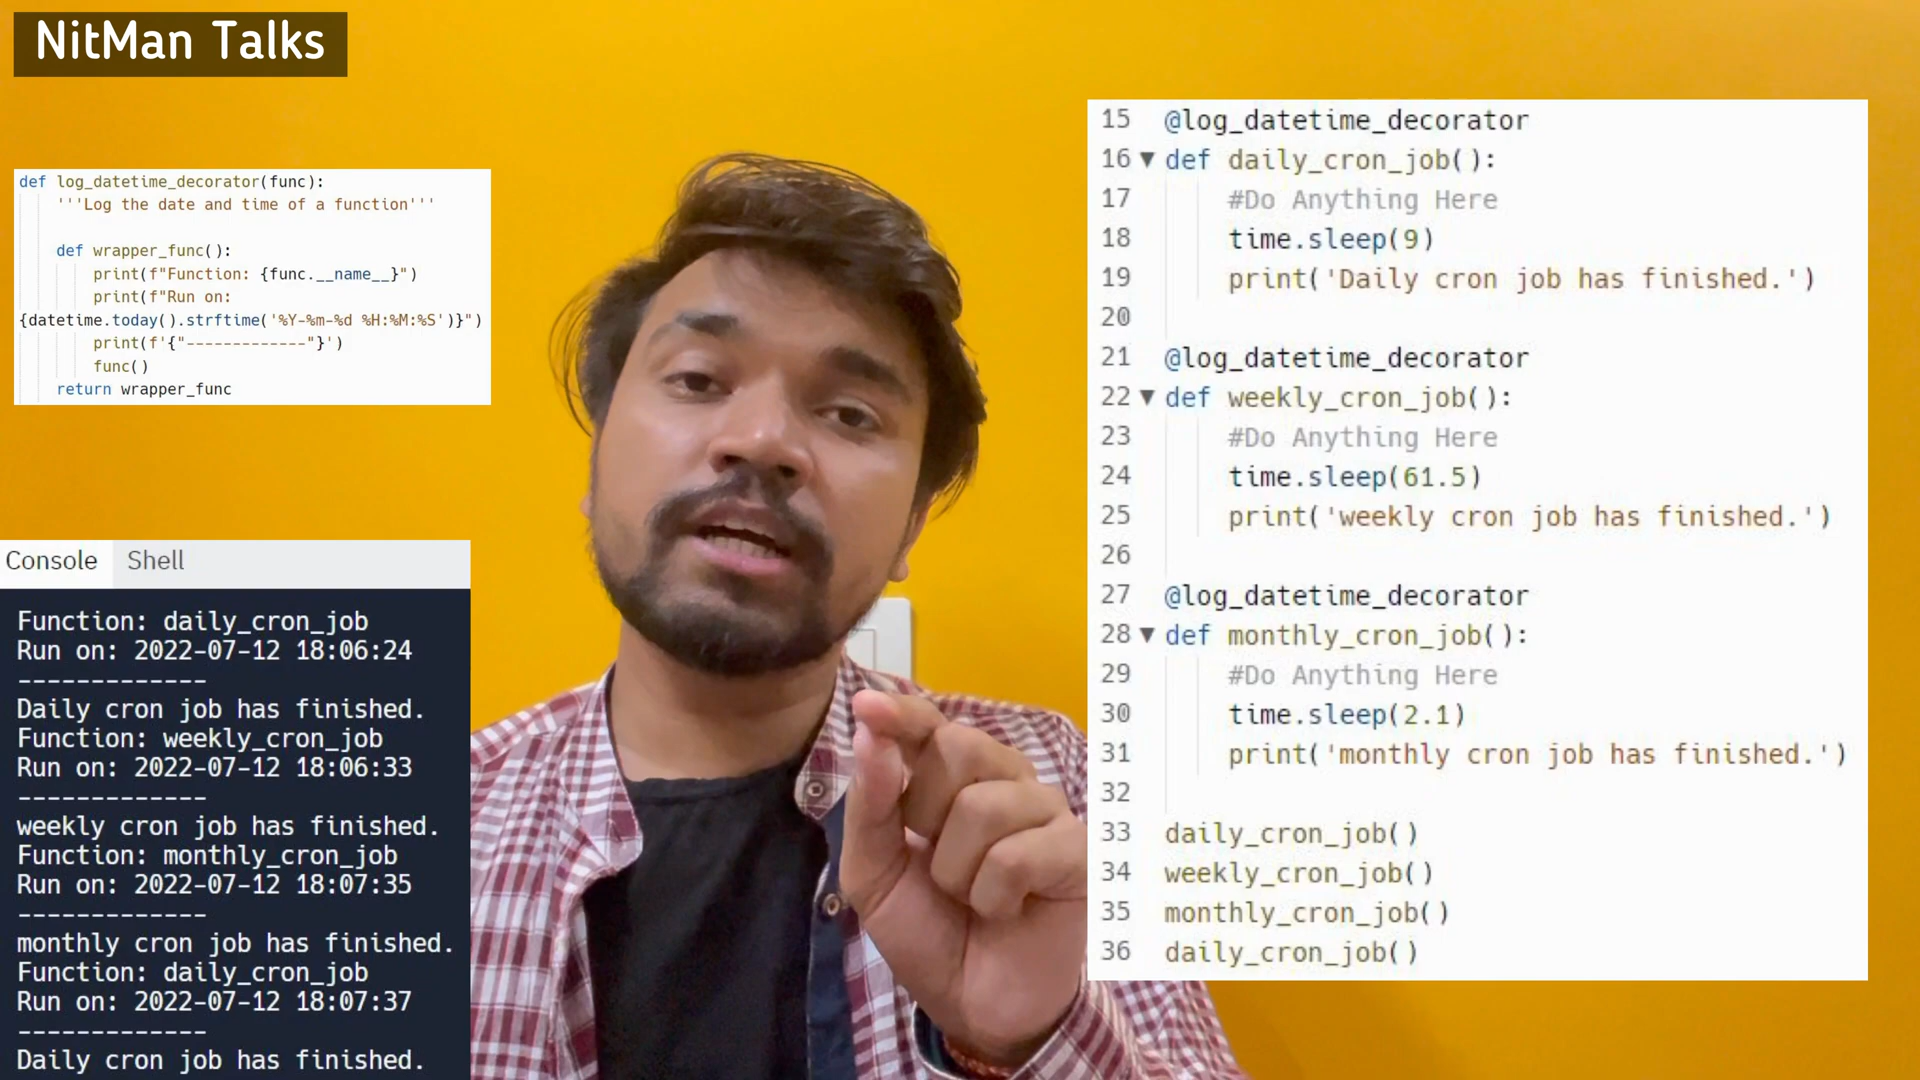 NitMan Talks
def log_datetime_decorator(func):
'''Log the date and time of a function'''
def wrapper_func():
print(f"Function: {func.__name__}")
print(f"Run on:
{datetime.today().strftime('%Y-%m-%d %H:%M:%S')}")
print(f'{"-------------"}')
func()
return wrapper_func
Console Shell
Function: daily_cron_job
Run on: 2022-07-12 18:06:24
-------------
Daily cron job has finished.
Function: weekly_cron_job
Run on: 2022-07-12 18:06:33
-------------
weekly cron job has finished.
Function: monthly_cron_job
Run on: 2022-07-12 18:07:35
-------------
monthly cron job has finished.
Function: daily_cron_job
Run on: 2022-07-12 18:07:37
-------------
Daily cron job has finished.
15 @log_datetime_decorator
16 def daily_cron_job():
17 #Do Anything Here
18 time.sleep(9)
19 print('Daily cron job has finished.')
20
21 @log_datetime_decorator
22 def weekly_cron_job():
23 #Do Anything Here
24 time.sleep(61.5)
25 print('weekly cron job has finished.')
26
27 @log_datetime_decorator
28 def monthly_cron_job():
29 #Do Anything Here
30 time.sleep(2.1)
31 print('monthly cron job has finished.')
32
33 daily_cron_job()
34 weekly_cron_job()
35 monthly_cron_job()
36 daily_cron_job()